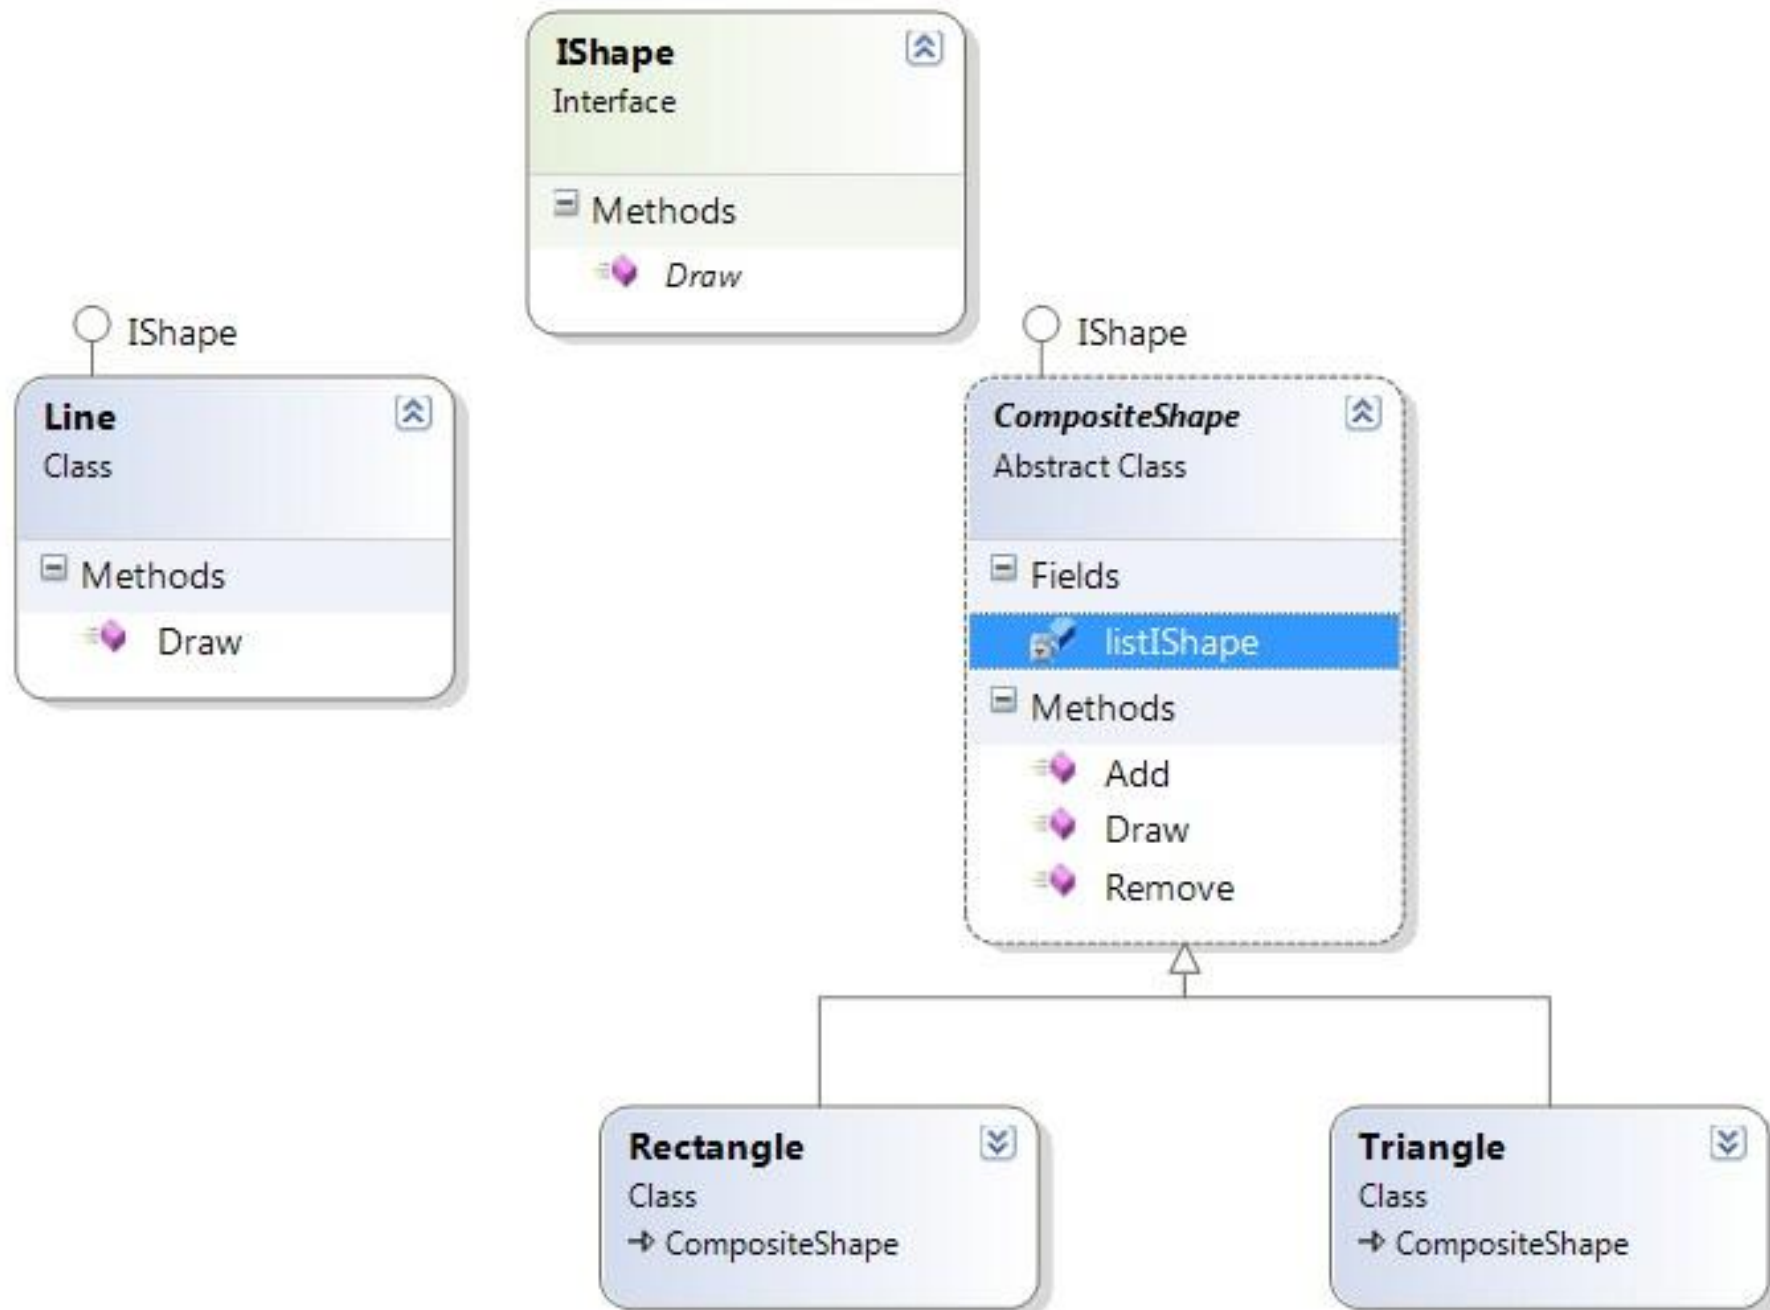 IShape
Interface
Methods
Draw
IShape
Line
Class
Methods
Draw
IShape
CompositeShape
Abstract Class
Fields
listIShape
Methods
Add
Draw
Remove
Rectangle
Class
CompositeShape
Triangle
Class
CompositeShape